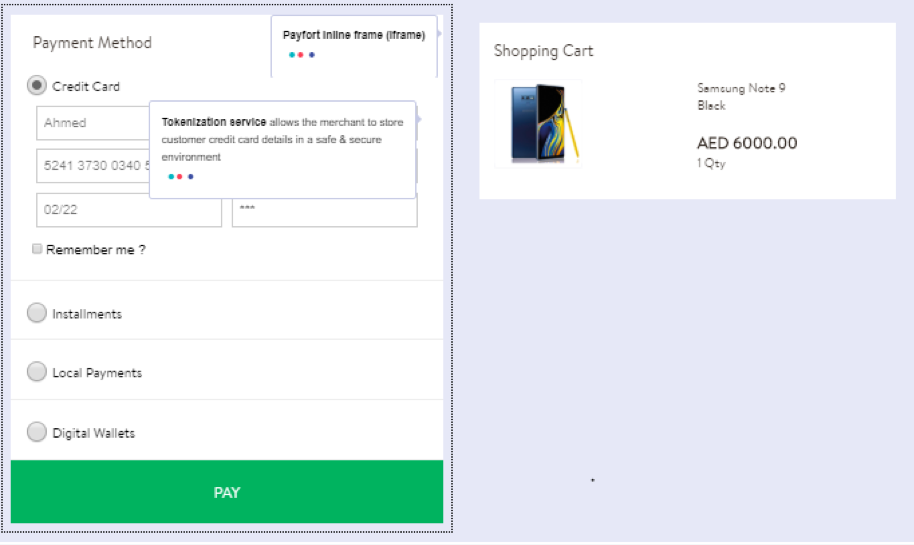 Payment Method
Payfort Inline frame (Iframe)
Credit Card
Ahmed
Tokenization service allows the merchant to store
customer credit card details in a safe & secure
environment
5241 3730 0340
02/22
***
Remember me ?
Installments
Local Payments
Digital Wallets
PAY
Shopping Cart
Samsung Note 9
Black
AED 6000.00
1 Qty